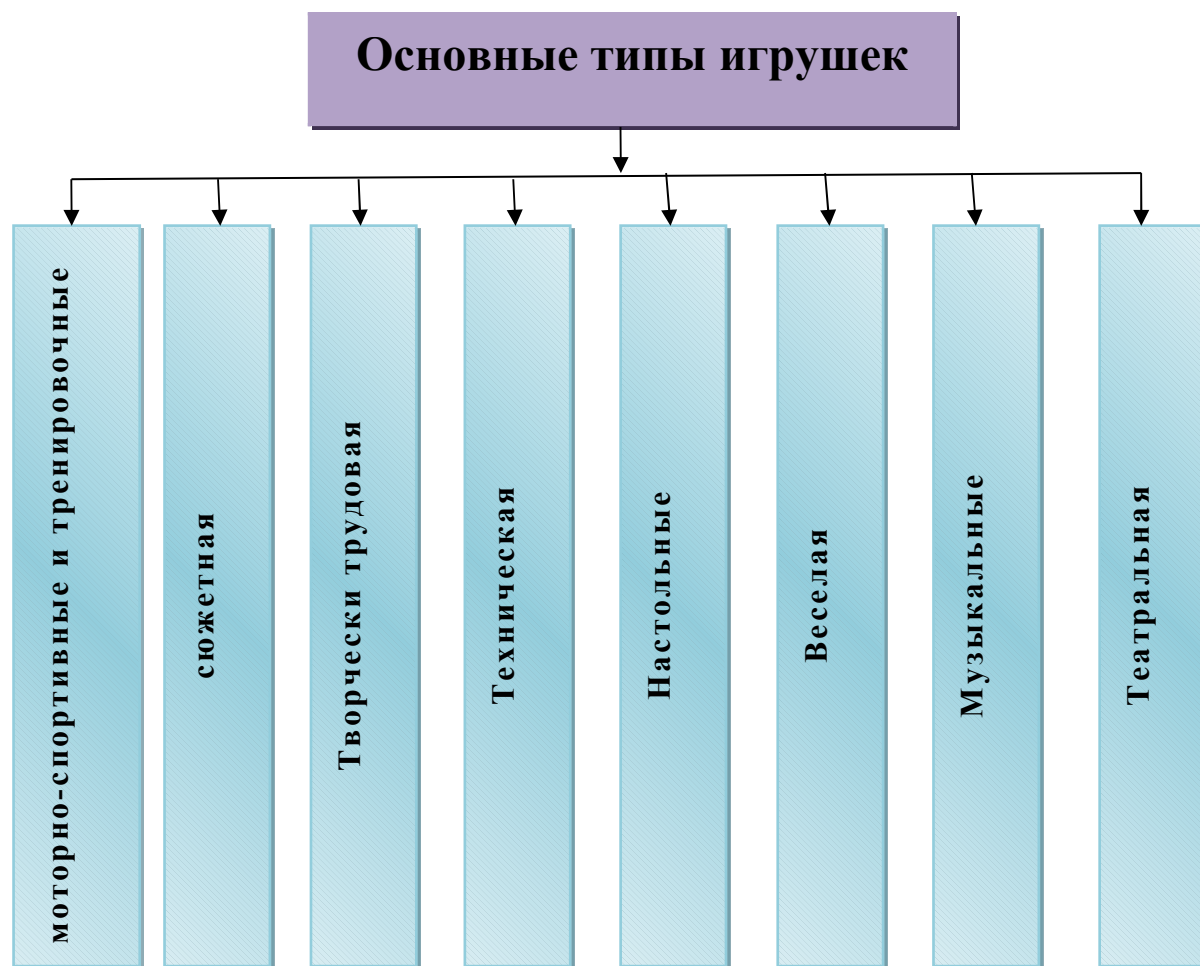 Основные типы игрушек
моторно-спортивные и тренировочные
сюжетная
Творчески трудовая
Техническая
Настольные
Веселая
Музыкальные
Театральная